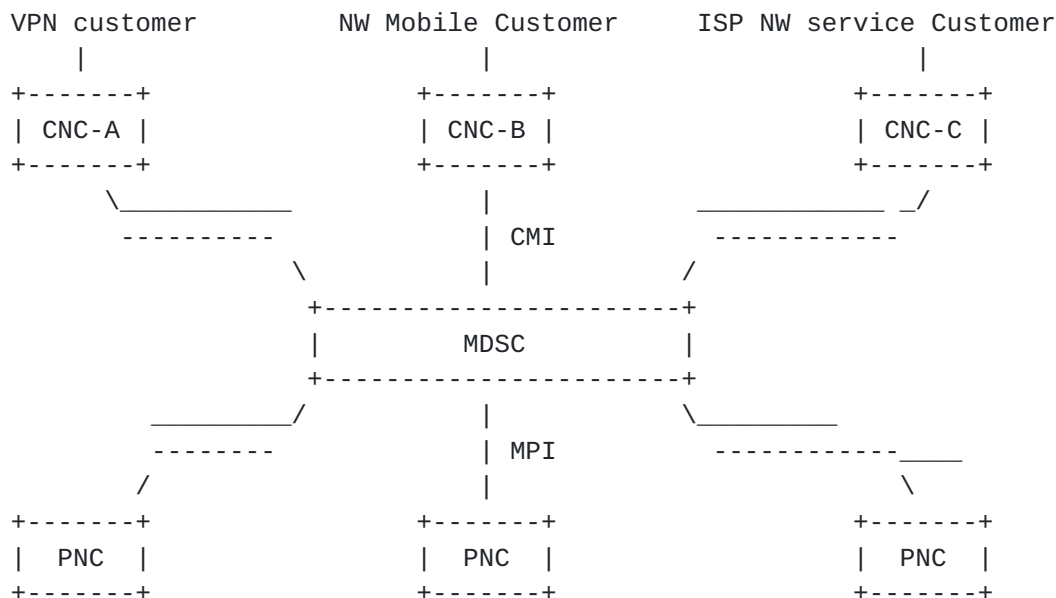 VPN customer NW Mobile Customer ISP NW service Customer
CNC-A CNC-B CNC-C
CMI
MDSC
MPI
PNC PNC PNC